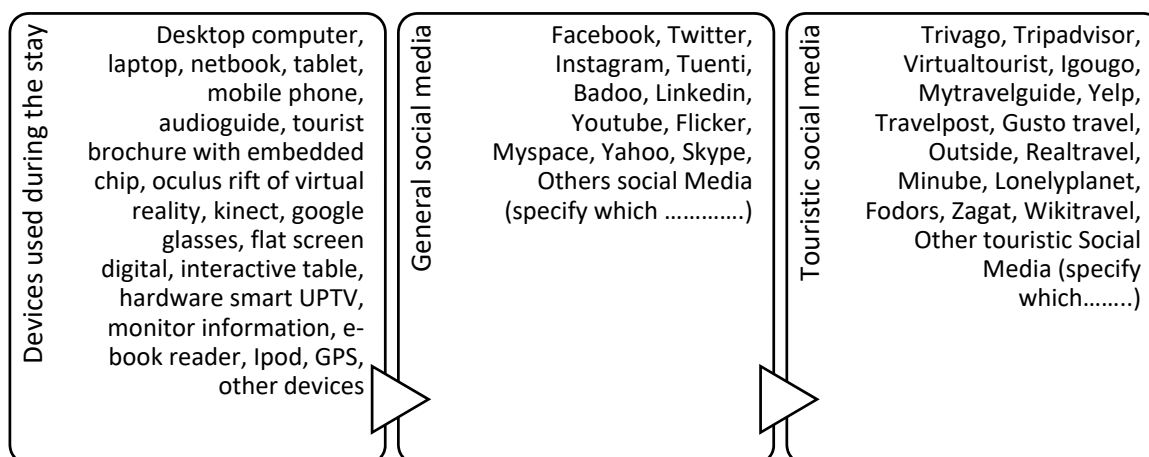 Devices used during the stay
Desktop computer,
laptop, netbook, tablet,
mobile phone,
audioguide, tourist
brochure with embedded
chip, oculus rift of virtual
reality, kinect, google
glasses, flat screen
digital, interactive table,
hardware smart UPTV,
monitor information, e-
book reader, Ipod, GPS,
other devices
General social media
Facebook, Twitter,
Instagram, Tuenti,
Badoo, Linkedin,
Youtube, Flicker,
Myspace, Yahoo, Skype,
Others social Media
(specify which ………….)
Touristic social media
Trivago, Tripadvisor,
Virtualtourist, Igougo,
Mytravelguide, Yelp,
Travelpost, Gusto travel,
Outside, Realtravel,
Minube, Lonelyplanet,
Fodors, Zagat, Wikitravel,
Other touristic Social
Media (specify
which……..)